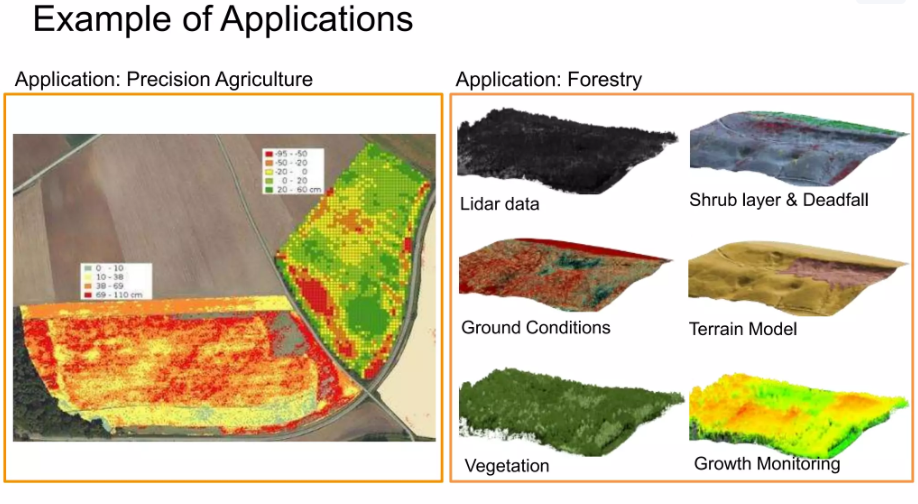 Example of Applications
Application: Precision Agriculture
Application: Forestry
-95 - -50
-50 - -20
-20 - 0
0 - 20
20 - 60 cm
0 - 10
10 - 38
38 - 69
69 - 110 cm
Lidar data
Shrub layer & Deadfall
Ground Conditions
Terrain Model
Vegetation
Growth Monitoring